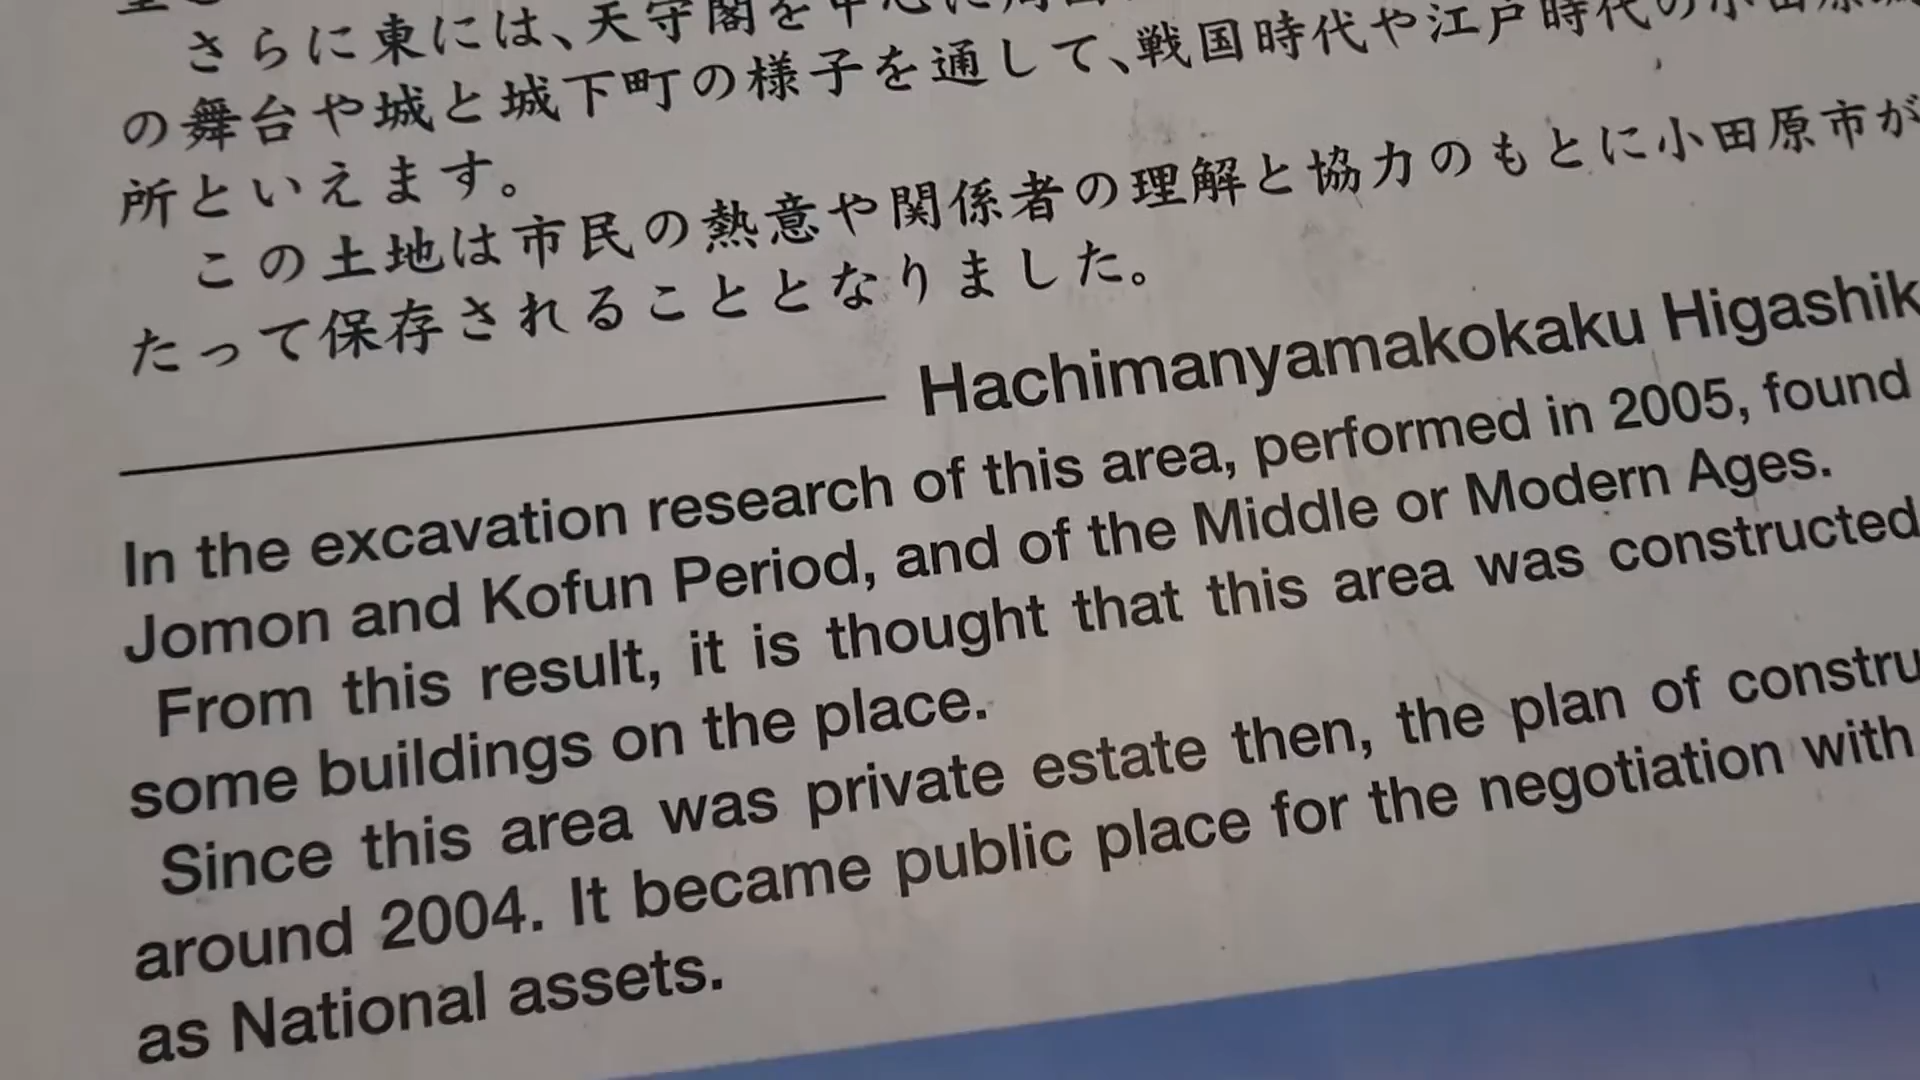 さらに東には、天守閣を中心に
の舞台や城と城下町の様子を通して、戦国時代や江戸時代の小田原城
所といえます。
この土地は市民の熱意や関係者の理解と協力のもとに小田原市が
たって保存されることとなりました。
Hachimanyamakokaku Higashik
In the excavation research of this area, performed in 2005, found
Jomon and Kofun Period, and of the Middle or Modern Ages.
From this result, it is thought that this area was constructed
some buildings on the place.
Since this area was private estate then, the plan of constru
around 2004. It became public place for the negotiation with
as National assets.